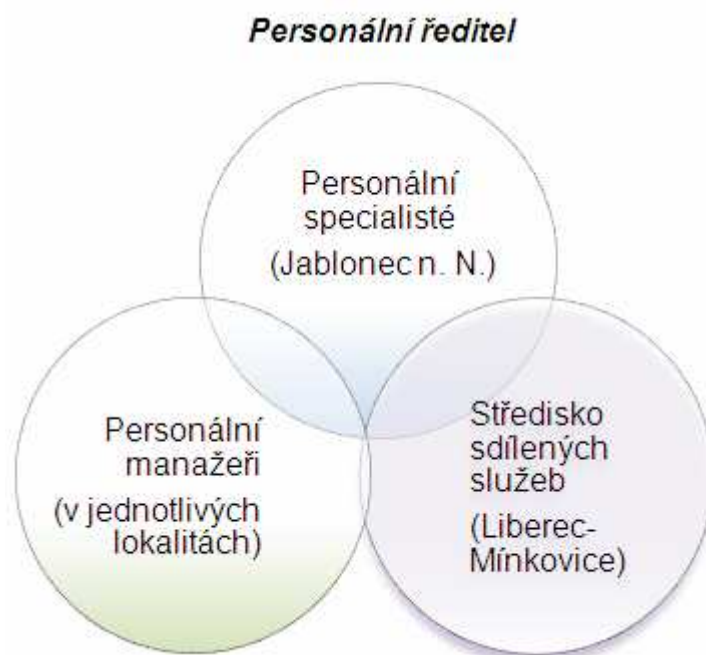 Personální ředitel
Personální
specialisté
(Jablonec n. N.)
Personální
manažeři
(v jednotlivých
lokalitách)
Středisko
sdílených
služeb
(Liberec-
Mínkovice)